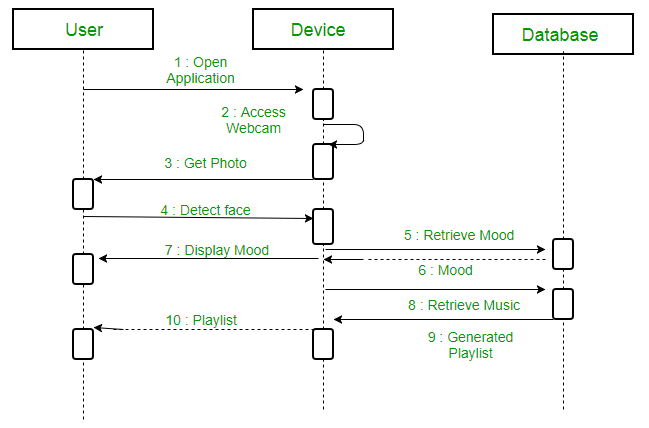 User
Device
Database
1 : Open
Application
2 : Access
Webcam
3 : Get Photo
4 : Detect face
5 : Retrieve Mood
7 : Display Mood
6 : Mood
8 : Retrieve Music
10 : Playlist
9 : Generated
Playlist